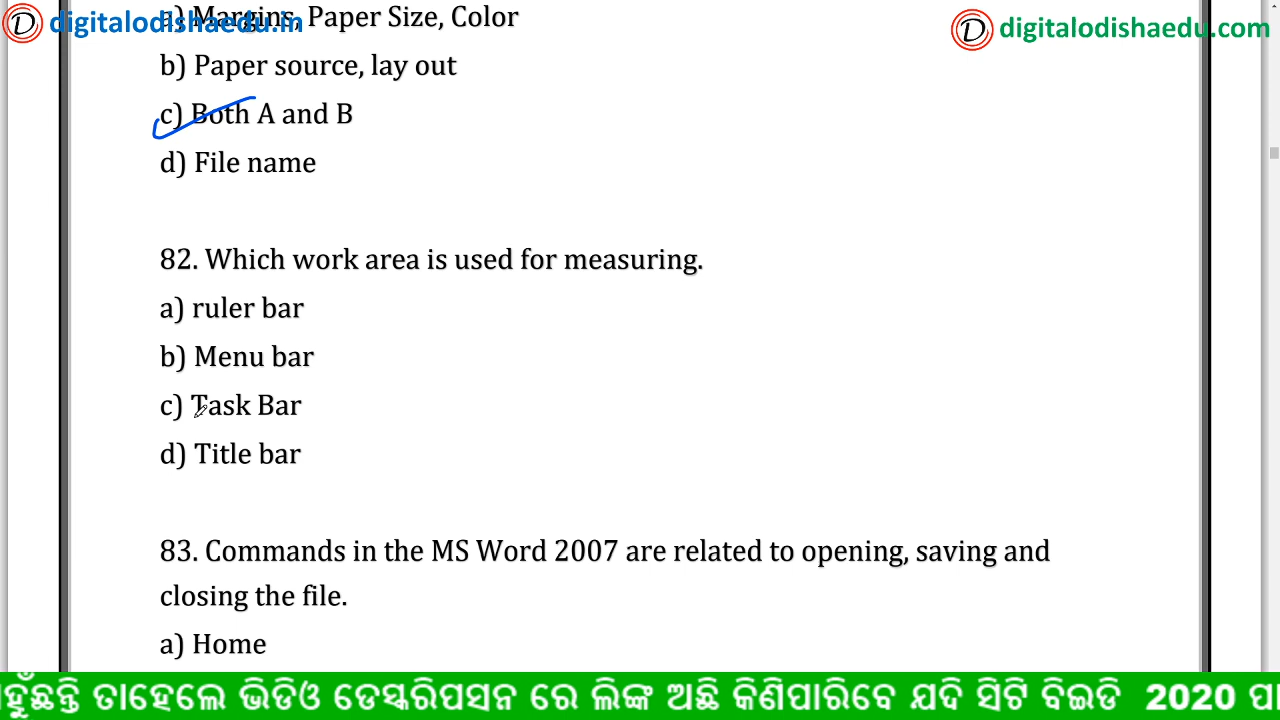 a) Margins, Paper Size, Color
digitalodishaedu.in
digitalodishaedu.com
b) Paper source, lay out
c) Both A and B
d) File name
82. Which work area is used for measuring.
a) ruler bar
b) Menu bar
c) Task Bar
d) Title bar
83. Commands in the MS Word 2007 are related to opening, saving and
closing the file.
a) Home
ତାହେଲେ ଭିଡିଓ ଡେସ୍କରିପସନ ରେ ଲିଙ୍କ ଅଛି କିଣିପାରିବେ ଯଦି ସିଟି ବିଇଡି 2020